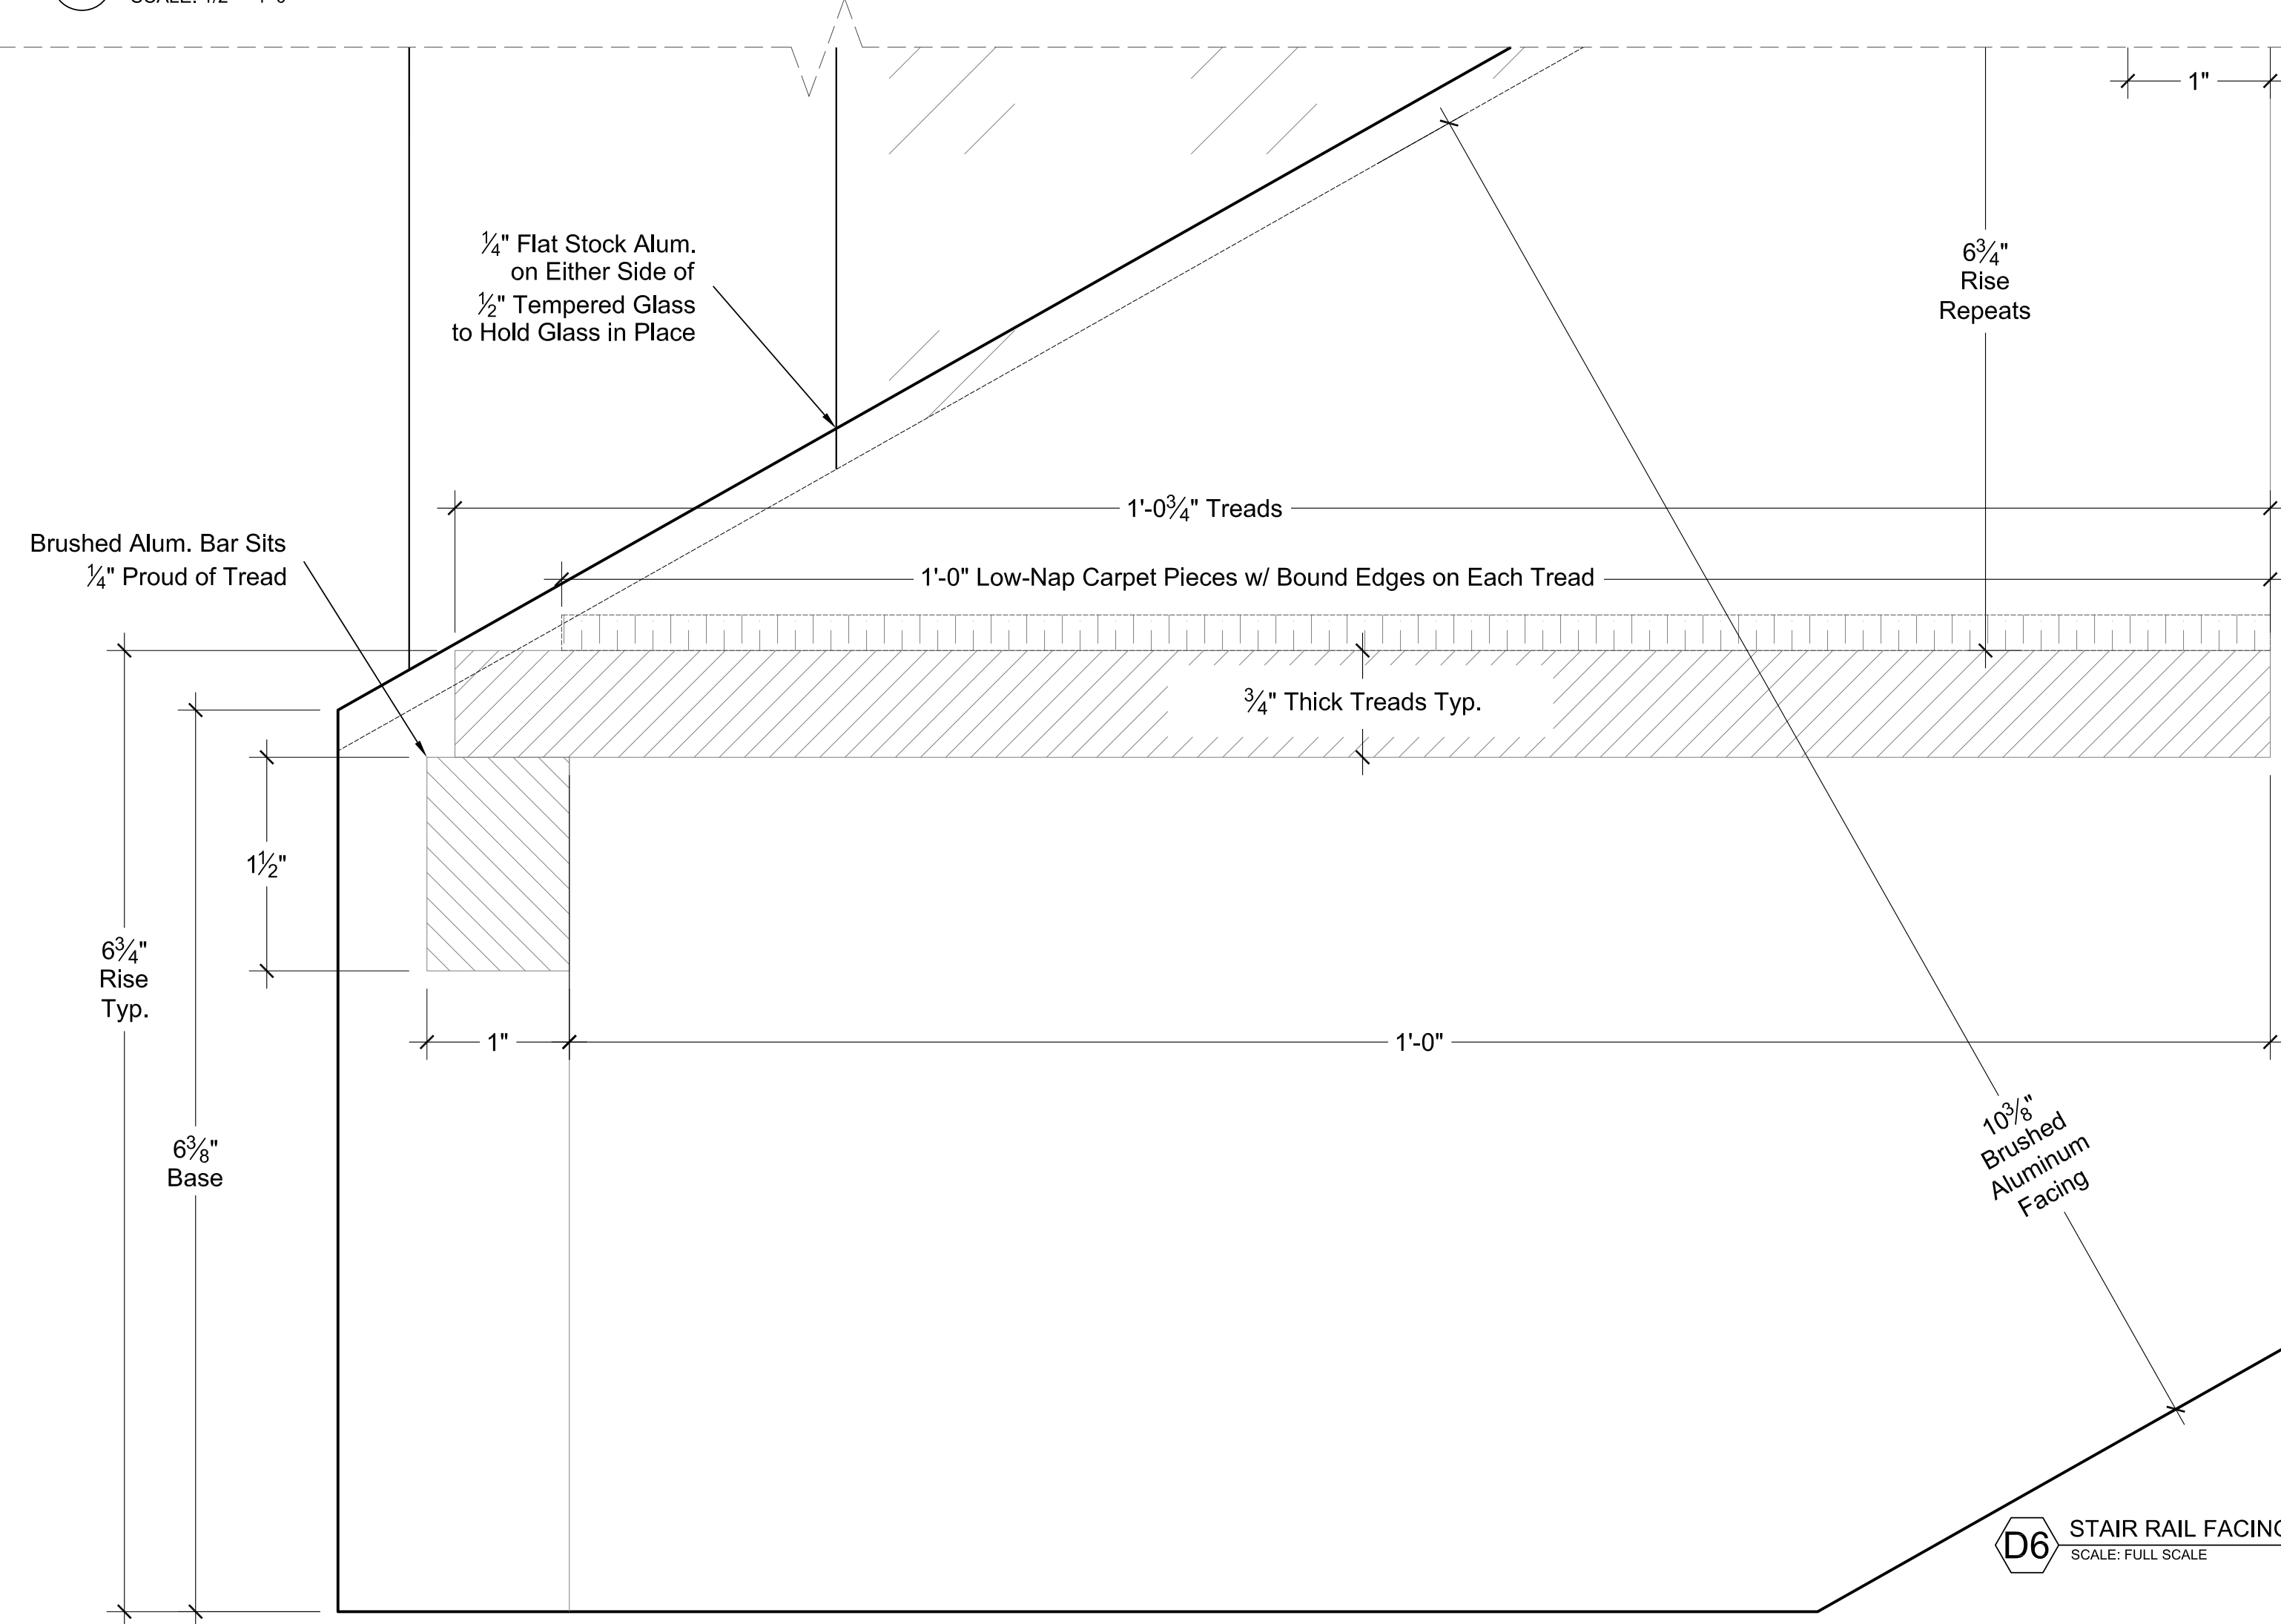 1"
¼" Flat Stock Alum.
on Either Side of
½" Tempered Glass
to Hold Glass in Place
6¾"
Rise
Repeats
1'-0¾" Treads
Brushed Alum. Bar Sits
¼" Proud of Tread
1'-0" Low-Nap Carpet Pieces w/ Bound Edges on Each Tread
¾" Thick Treads Typ.
1½"
6¾"
Rise
Typ.
1"
1'-0"
6⅜"
Base
10⅜"
Brushed
Aluminum
Facing
D6
STAIR RAIL FACING
SCALE: FULL SCALE